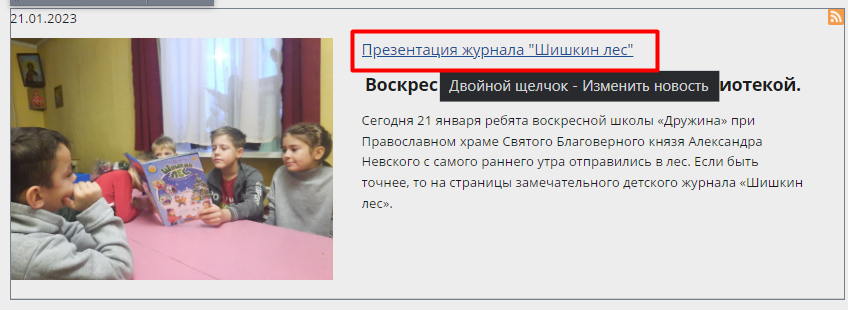 21.01.2023
Презентация журнала "Шишкин лес"
Воскрес
Двойной щелчок - Изменить новость
иотекой.
Сегодня 21 января ребята воскресной школы «Дружина» при
Православном храме Святого Благоверного князя Александра
Невского с самого раннего утра отправились в лес. Если быть
точнее, то на страницы замечательного детского журнала «Шишкин
лес».
Шишкин
ЛЕС